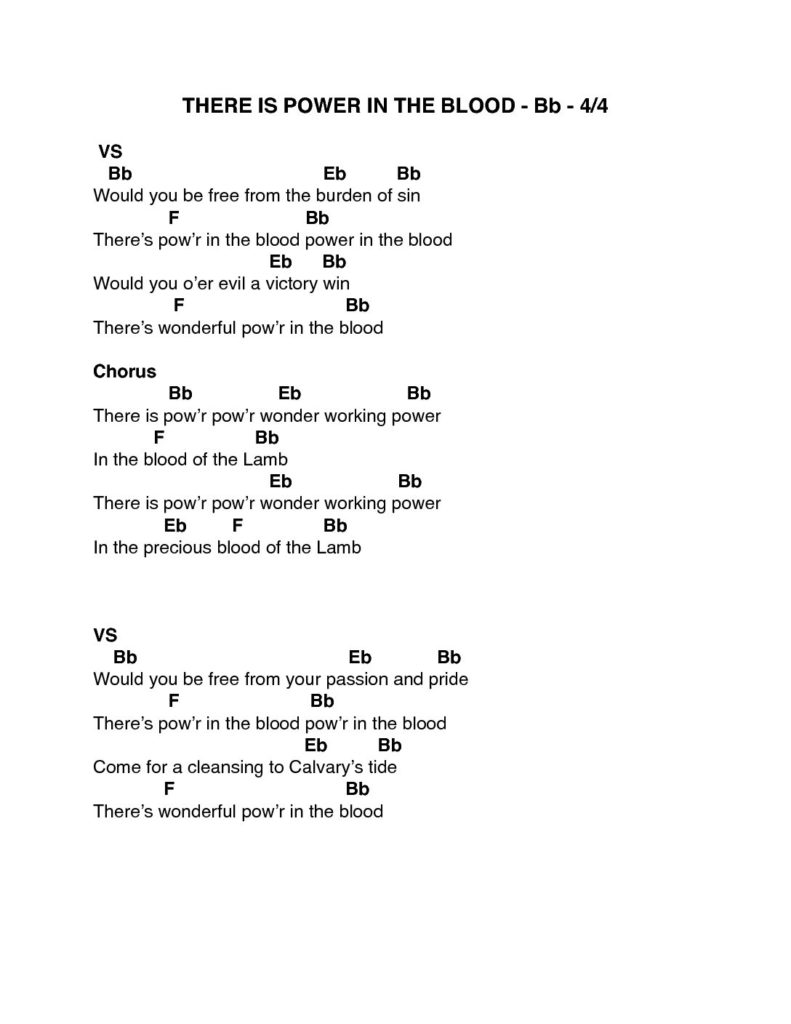 THERE IS POWER IN THE BLOOD - Bb - 4/4
VS
Bb Eb Bb
Would you be free from the burden of sin
F Bb
There's pow'r in the blood power in the blood
Eb Bb
Would you o'er evil a victory win
F Bb
There's wonderful pow'r in the blood
Chorus
Bb Eb Bb
There is pow'r pow'r wonder working power
F Bb
In the blood of the Lamb
Eb Bb
There is pow'r pow'r wonder working power
Eb F Bb
In the precious blood of the Lamb
VS
Bb Eb Bb
Would you be free from your passion and pride
F Bb
There's pow'r in the blood pow'r in the blood
Eb Bb
Come for a cleansing to Calvary's tide
F Bb
There's wonderful pow'r in the blood